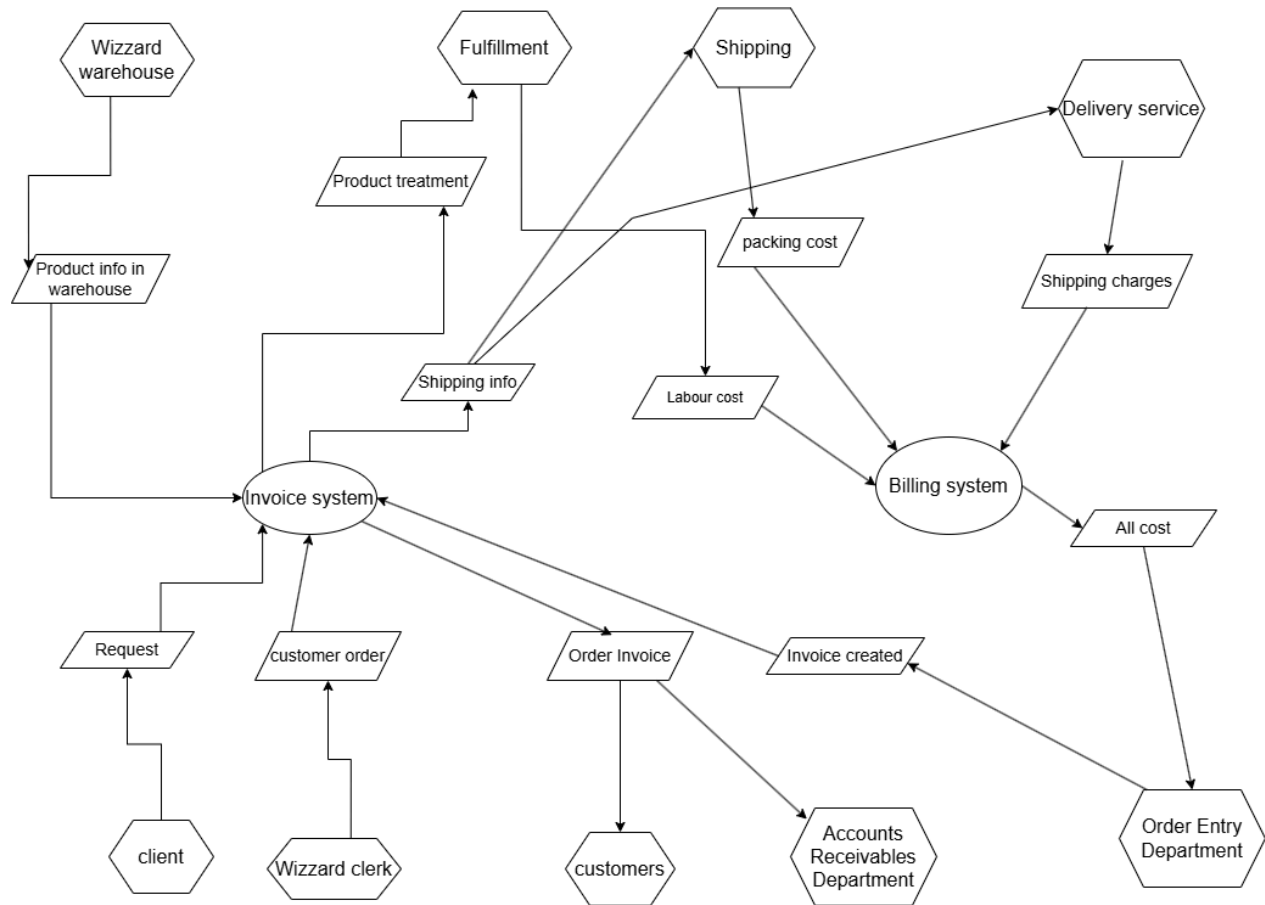 Wizzard
warehouse
Fulfillment
Shipping
Delivery service
Product treatment
packing cost
Product info in
warehouse
Shipping charges
Shipping info
Labour cost
Invoice system
Billing system
All cost
Request
customer order
Order Invoice
Invoice created
client
Wizzard clerk
customers
Accounts
Receivables
Department
Order Entry
Department